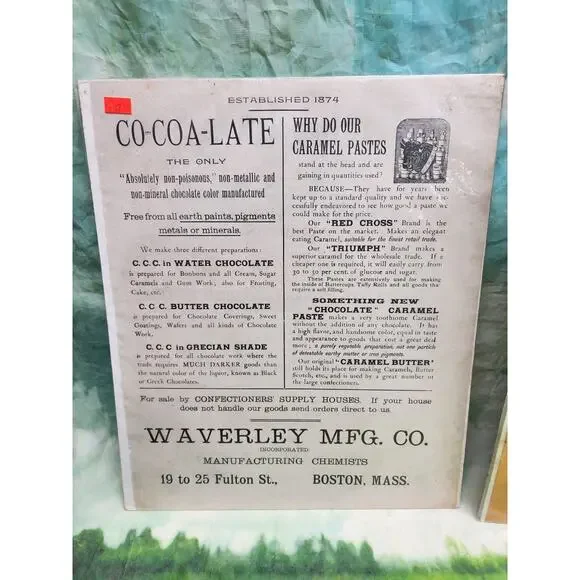 ESTABLISHED 1874
CO-COA-LATE
THE ONLY
"Absolutely non-poisonous," non-metallic and
non-mineral chocolate color manufactured
Free from all earth paints, pigments
metals or minerals.
We make three different preparations:
C. C. C. in WATER CHOCOLATE
is prepared for Bonbons and all Cream, Sugar
Caramels and Gum Work; also for Frosting,
Cake, etc.
C. C. C. BUTTER CHOCOLATE
is prepared for Chocolate Coverings, Sweet
Coatings, Wafers and all kinds of Chocolate
Work.
C. C. C. in GRECIAN SHADE
is prepared for all chocolate work where the
trade requires MUCH DARKER goods than
the natural color of the liquor, known as Black
or Greek Chocolates.
WHY DO OUR
CARAMEL PASTES
stand at the head and are
gaining in quantities used?
BECAUSE—They have for years been
kept up to a standard quality and we have suc-
cessfully endeavored to see how good a paste we
could make for the price.
Our "RED CROSS" Brand is the
best Paste on the market. Makes an elegant
eating Caramel, suitable for the finest retail trade.
Our "TRIUMPH" Brand makes a
superior caramel for the wholesale trade. If a
cheaper one is required, it will easily carry from
30 to 50 per cent. of glucose and sugar.
These Pastes are extensively used for making
the inside of Buttercups, Taffy Rolls and all goods that
require a soft filling.
SOMETHING NEW
"CHOCOLATE" CARAMEL
PASTE makes a very toothsome Caramel
without the addition of any chocolate. It has
a high flavor, and handsome color, equal in taste
and appearance to goods that cost a great deal
more; a purely vegetable preparation, not one particle
of detestable earthy matter or iron pigments.
Our original "CARAMEL BUTTER"
still holds its place for making Caramels, Butter
Scotch, etc., and is used by a great number of
the large confectioners.
For sale by CONFECTIONERS' SUPPLY HOUSES. If your house
does not handle our goods send orders direct to us.
WAVERLEY MFG. CO.
INCORPORATED
MANUFACTURING CHEMISTS
19 to 25 Fulton St., BOSTON, MASS.